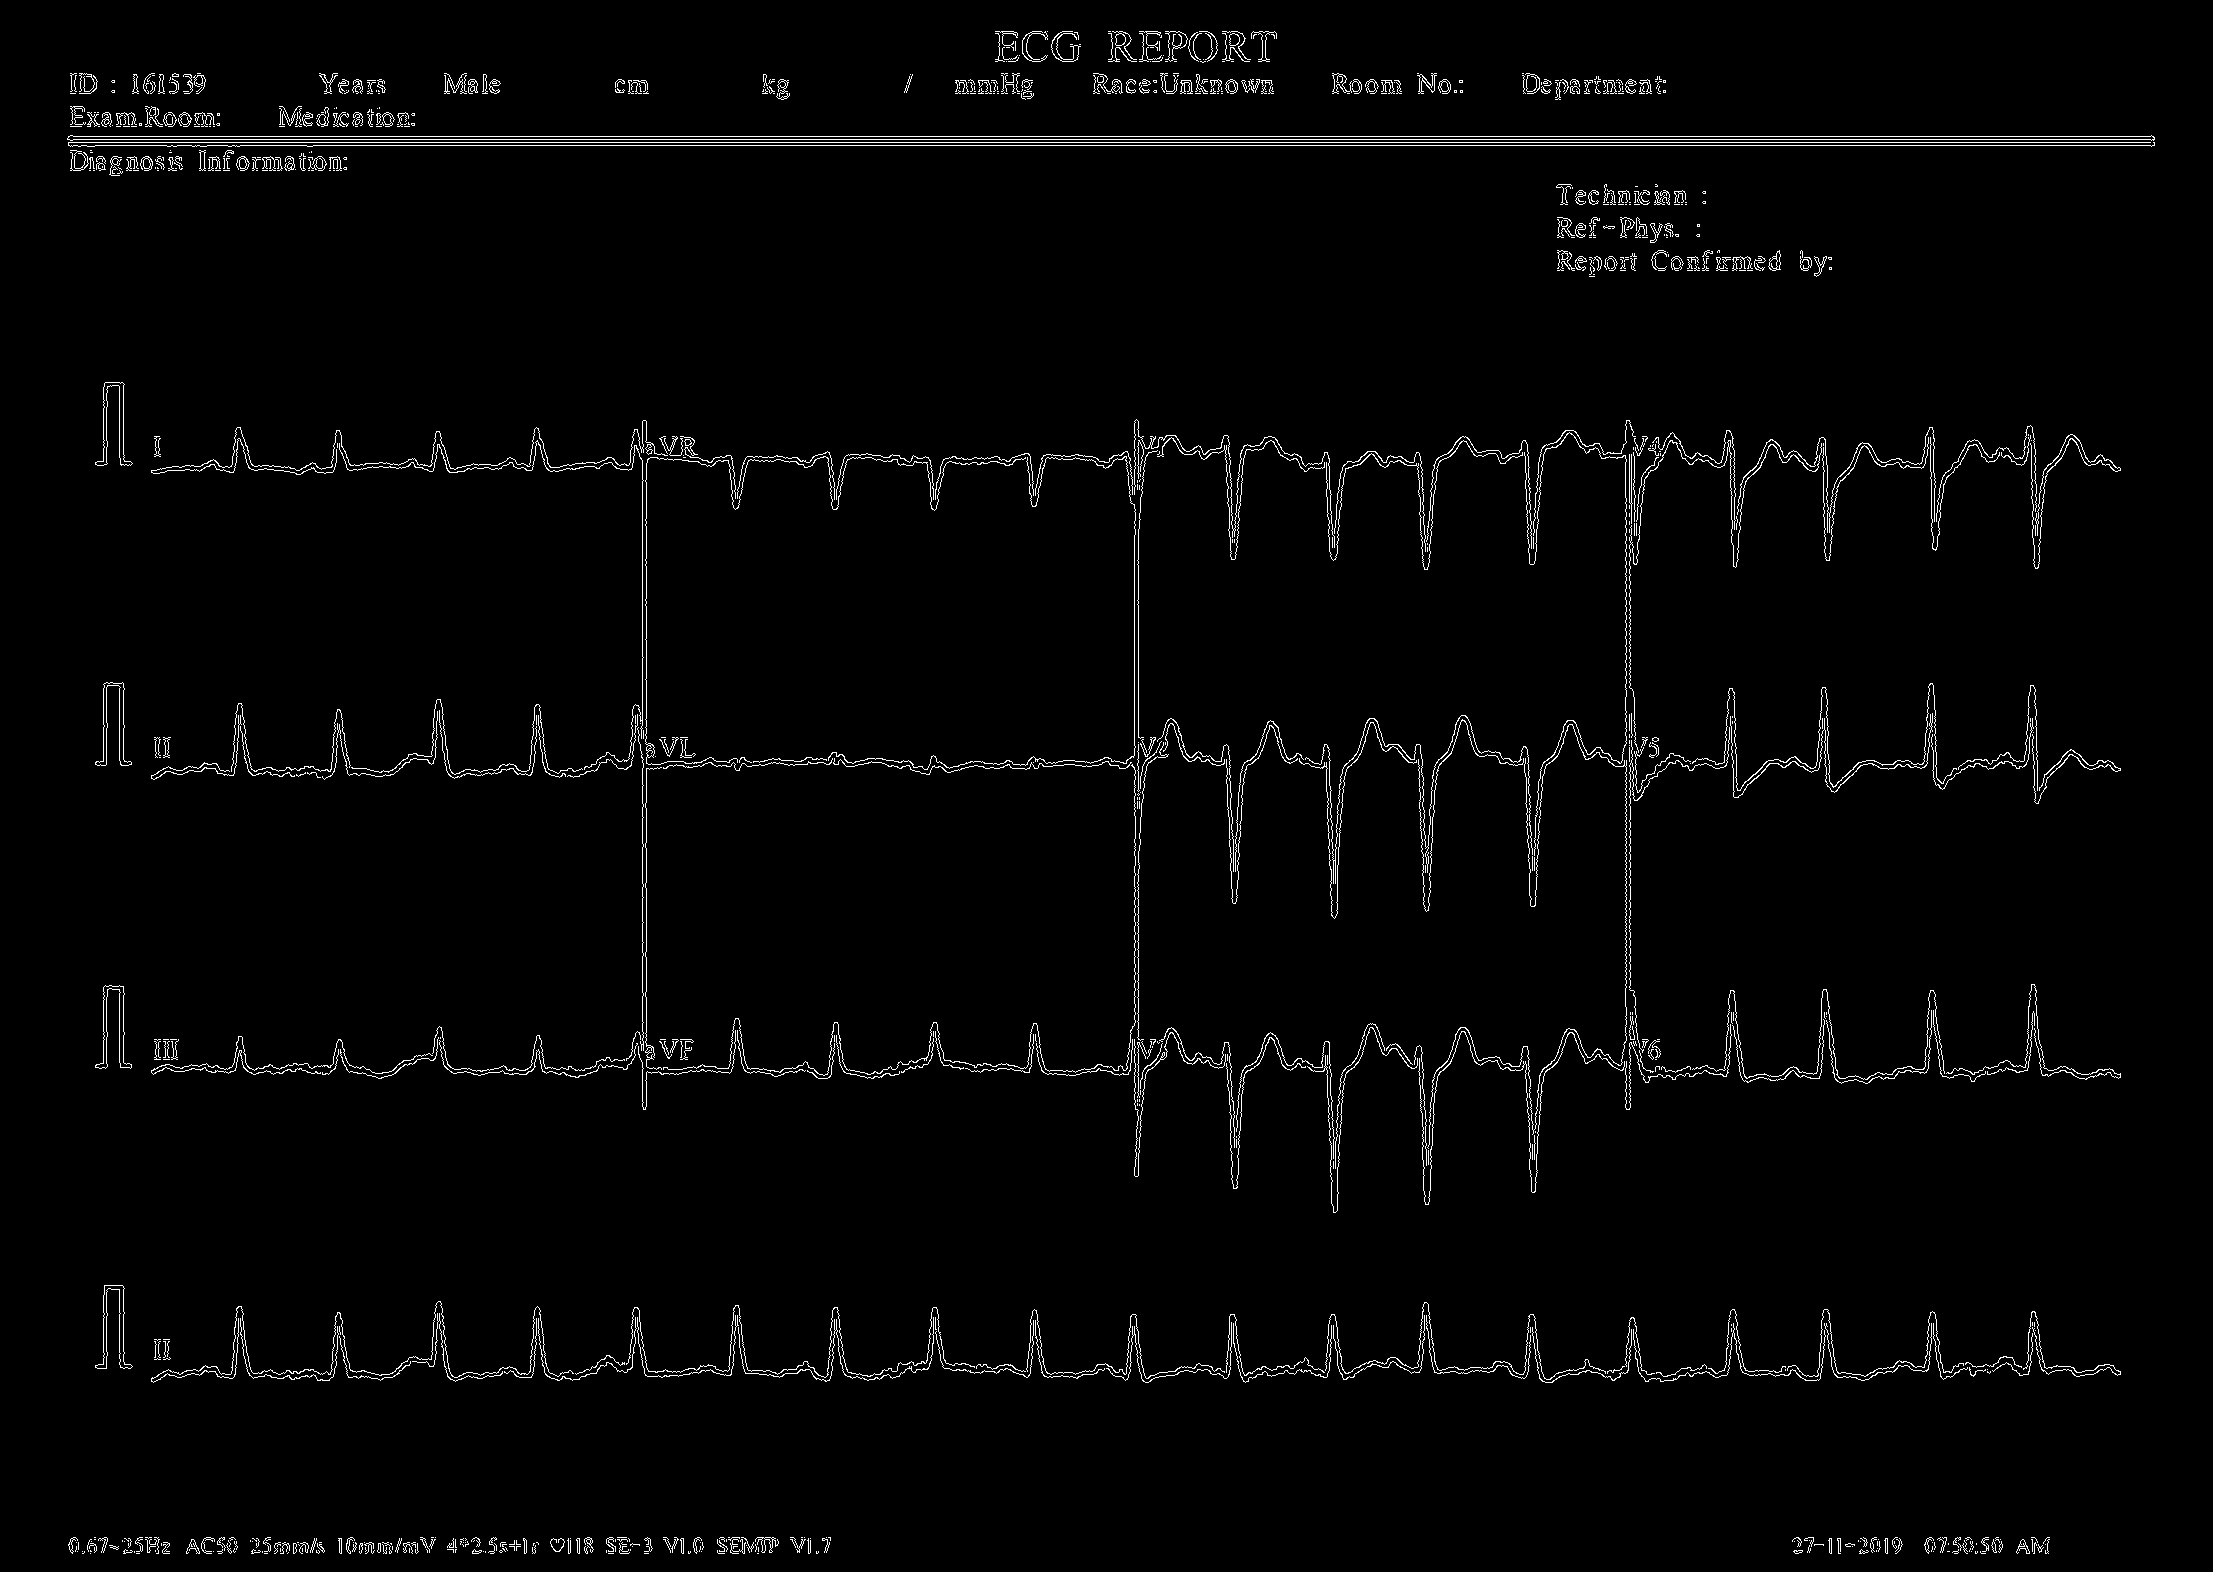 ECG REPORT
ID : 161539 Years Male cm kg / mmHg Race:Unknown Room No.: Department:
Exam.Room: Medication:
Diagnosis Information:
Technician :
Ref-Phys. :
Report Confirmed by:
I aVR V1 V4
II aVL V2 V5
III aVF V3 V6
II
0.67~25Hz AC50 25mm/s 10mm/mV 4*2.5s+1r ♡118 SE-3 V1.0 SEMIP V1.7
27-11-2019 07:50:50 AM